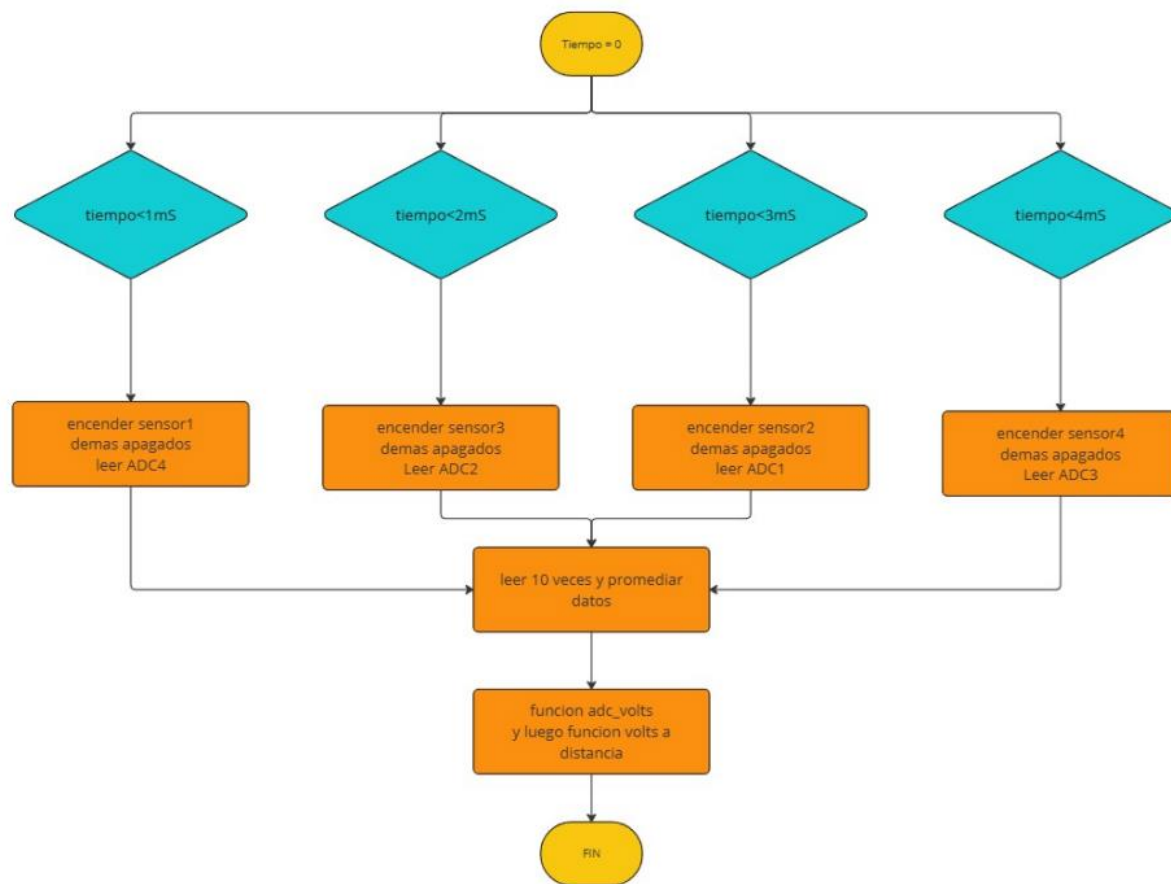 Tiempo = 0
tiempo<1mS
tiempo<2mS
tiempo<3mS
tiempo<4mS
encender sensor1
demas apagados
leer ADC4
encender sensor3
demas apagados
Leer ADC2
encender sensor2
demas apagados
leer ADC1
encender sensor4
demas apagados
Leer ADC3
leer 10 veces y promediar
datos
funcion adc_volts
y luego funcion volts a
distancia
FIN